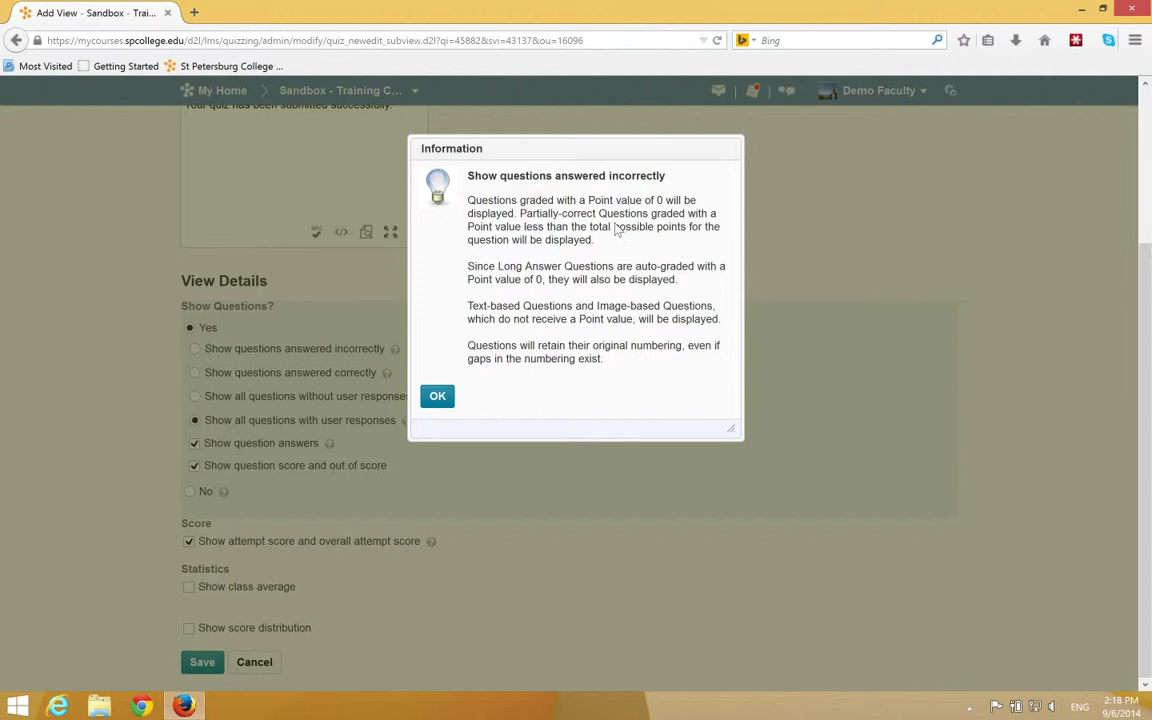 Add View - Sandbox - Trai...
https://mycourses.spcollege.edu/d2l/lms/quizzing/admin/modify/quiz_newedit_subview.d2l?qi=45882&svi=43137&ou=16096
Bing
Most Visited
Getting Started
St Petersburg College ...
My Home
Sandbox - Training C...
Demo Faculty
Your quiz has been submitted successfully.
Information
Show questions answered incorrectly
Questions graded with a Point value of 0 will be
displayed. Partially-correct Questions graded with a
Point value less than the total possible points for the
question will be displayed.
Since Long Answer Questions are auto-graded with a
Point value of 0, they will also be displayed.
Text-based Questions and Image-based Questions,
which do not receive a Point value, will be displayed.
Questions will retain their original numbering, even if
gaps in the numbering exist.
OK
View Details
Show Questions?
Yes
Show questions answered incorrectly
Show questions answered correctly
Show all questions without user responses
Show all questions with user responses
Show question answers
Show question score and out of score
No
Score
Show attempt score and overall attempt score
Statistics
Show class average
Show score distribution
Save
Cancel
ENG
2:18 PM
9/6/2014